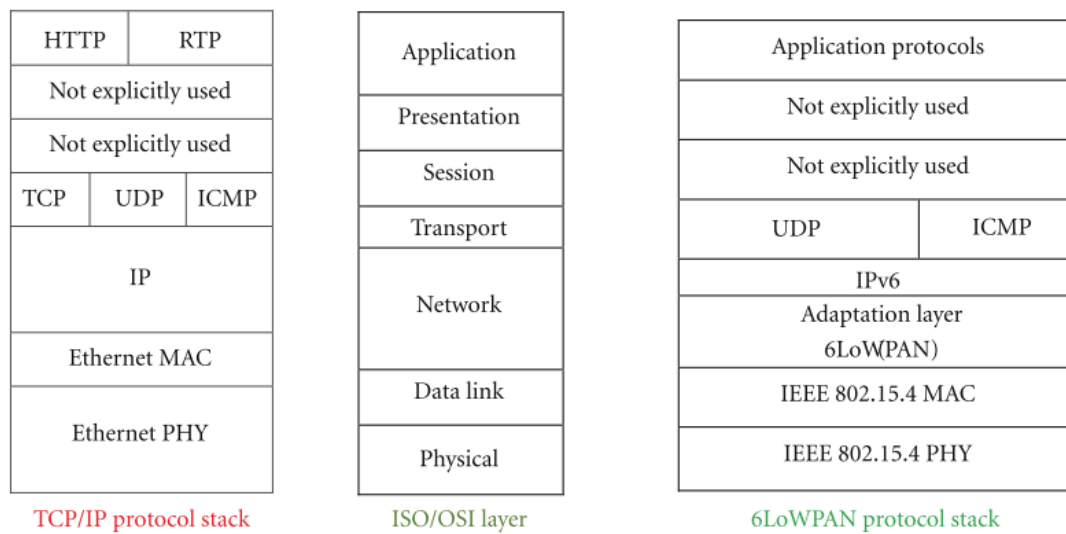 HTTP RTP
Not explicitly used
Not explicitly used
TCP UDP ICMP
IP
Ethernet MAC
Ethernet PHY
TCP/IP protocol stack
Application
Presentation
Session
Transport
Network
Data link
Physical
ISO/OSI layer
Application protocols
Not explicitly used
Not explicitly used
UDP ICMP
IPv6
Adaptation layer
6LoW(PAN)
IEEE 802.15.4 MAC
IEEE 802.15.4 PHY
6LoWPAN protocol stack